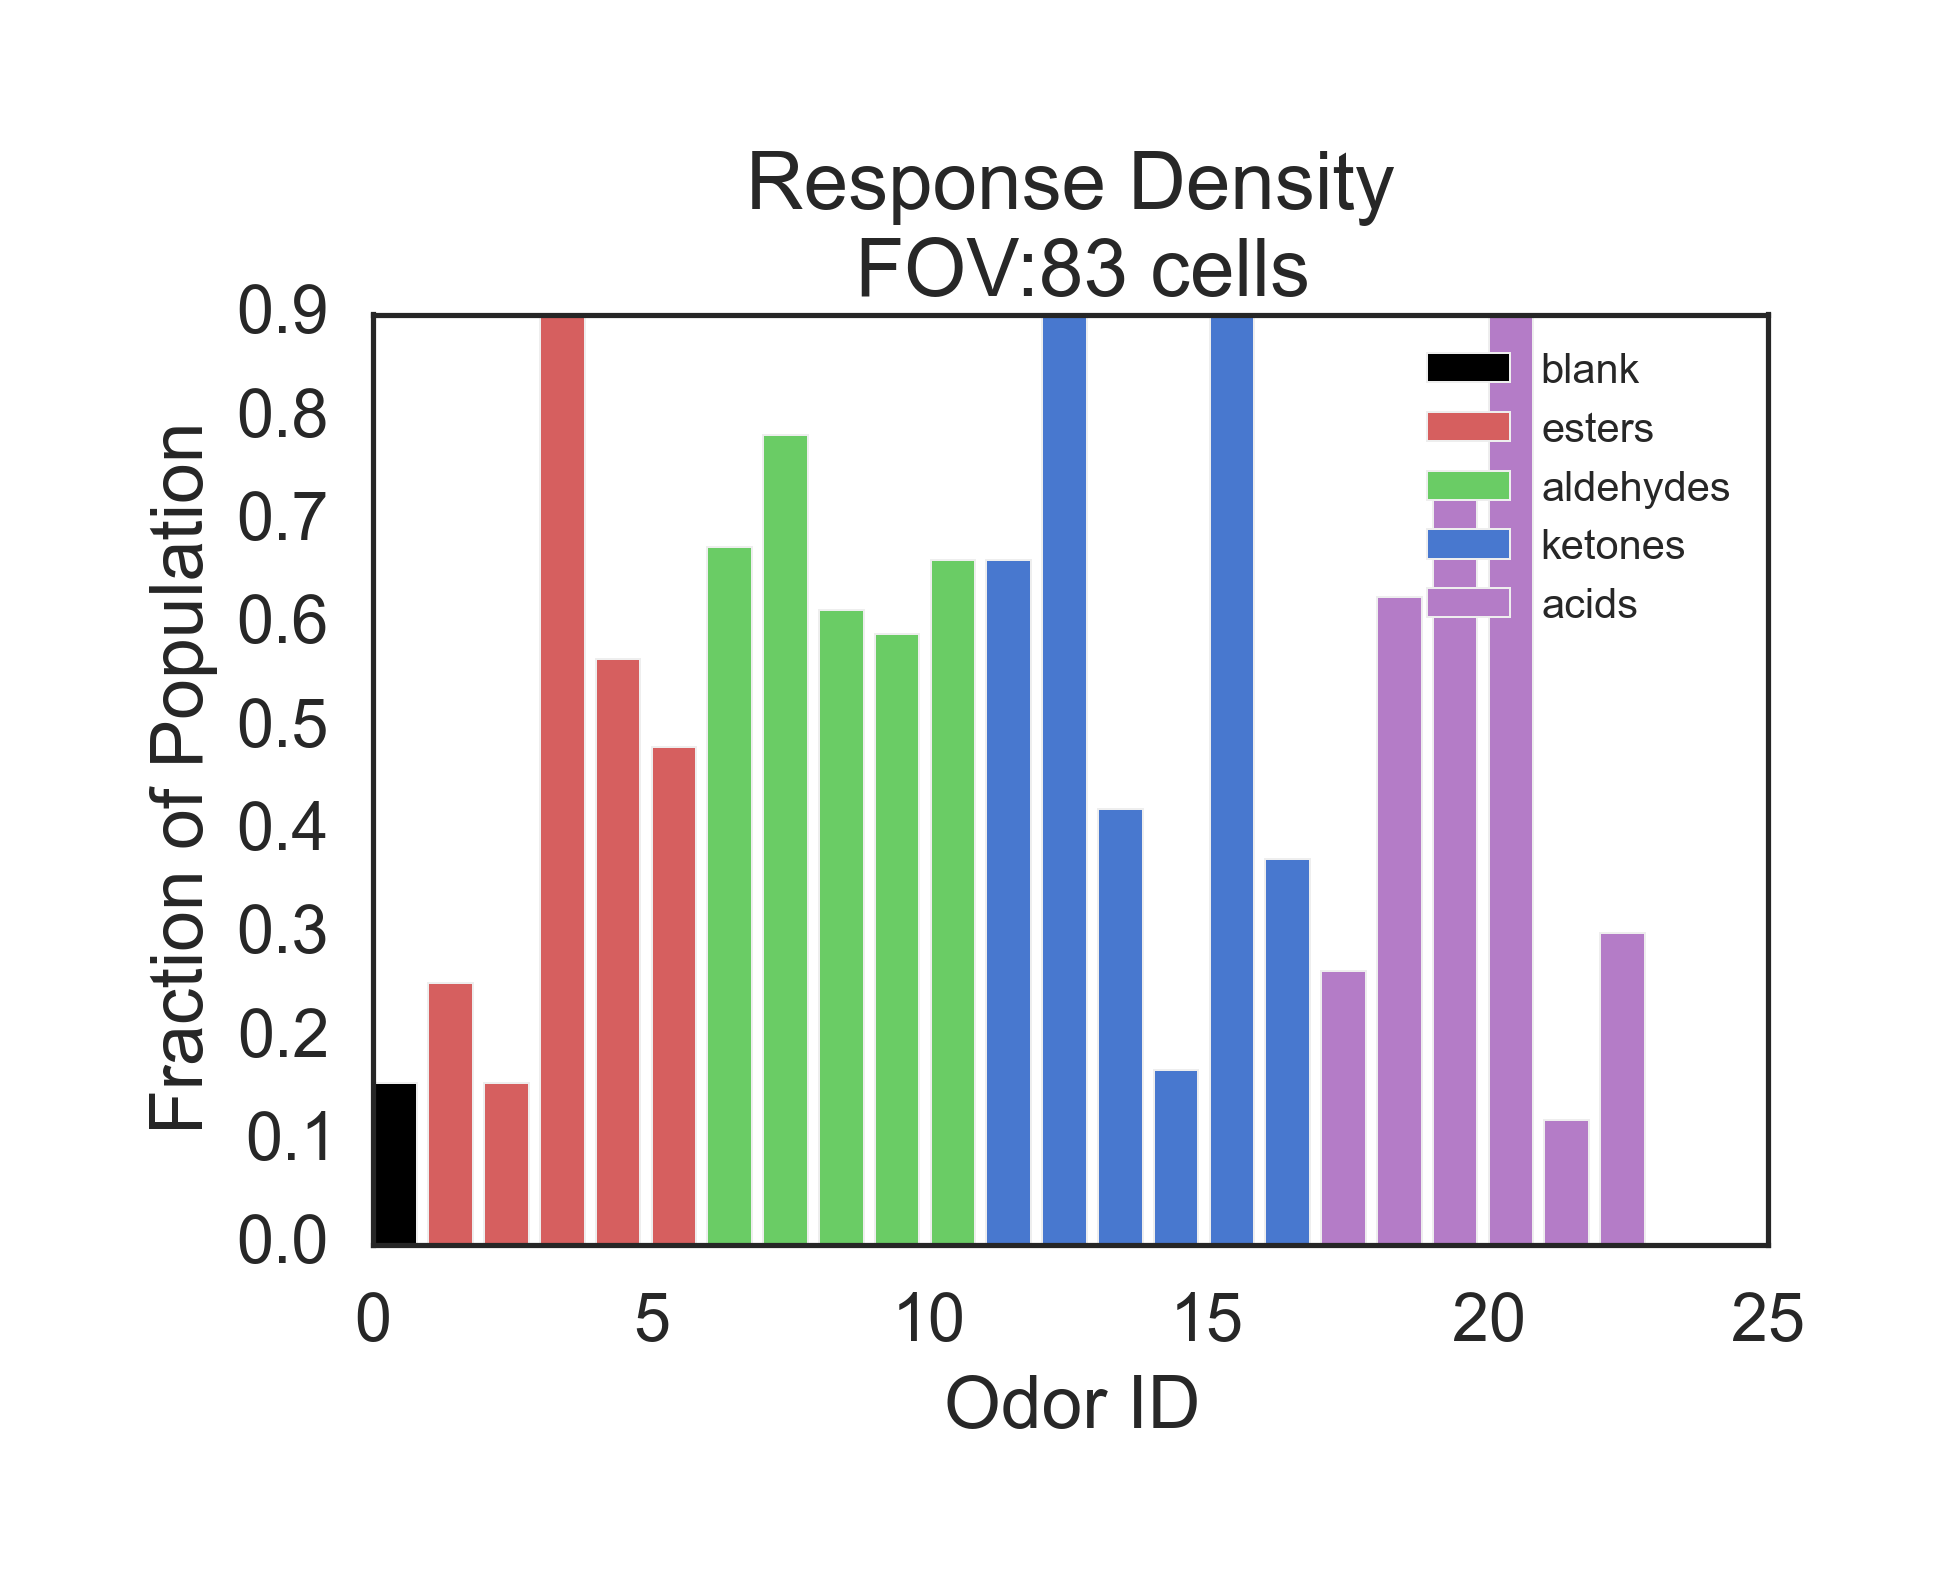 Response Density
FOV:83 cells
0.9
0.8
0.7
0.6
0.5
0.4
0.3
0.2
0.1
0.0
Fraction of Population
blank
esters
aldehydes
ketones
acids
0 5 10 15 20 25
Odor ID